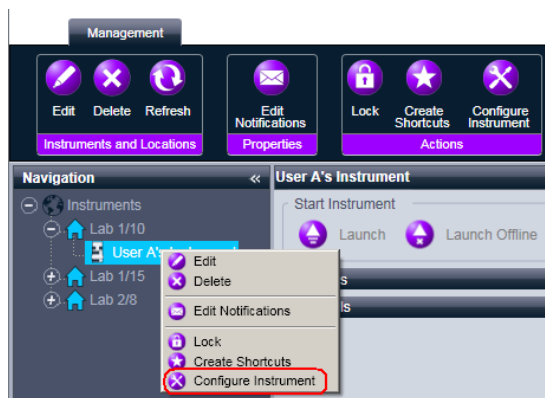 Management
Edit
Delete
Refresh
Edit
Notifications
Lock
Create
Shortcuts
Configure
Instrument
Instruments and Locations
Properties
Actions
Navigation «
User A's Instrument
Instruments
Start Instrument
Lab 1/10
Launch
Launch Offline
User A's
Edit
Lab 1/15
Delete
Lab 2/8
Edit Notifications
Lock
Create Shortcuts
Configure Instrument